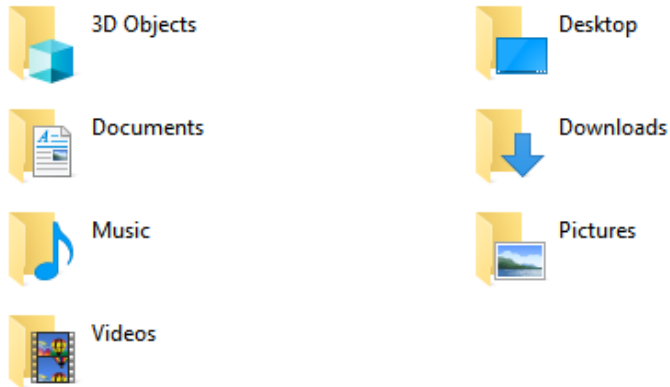 3D Objects
Desktop
Documents
Downloads
Music
Pictures
Videos